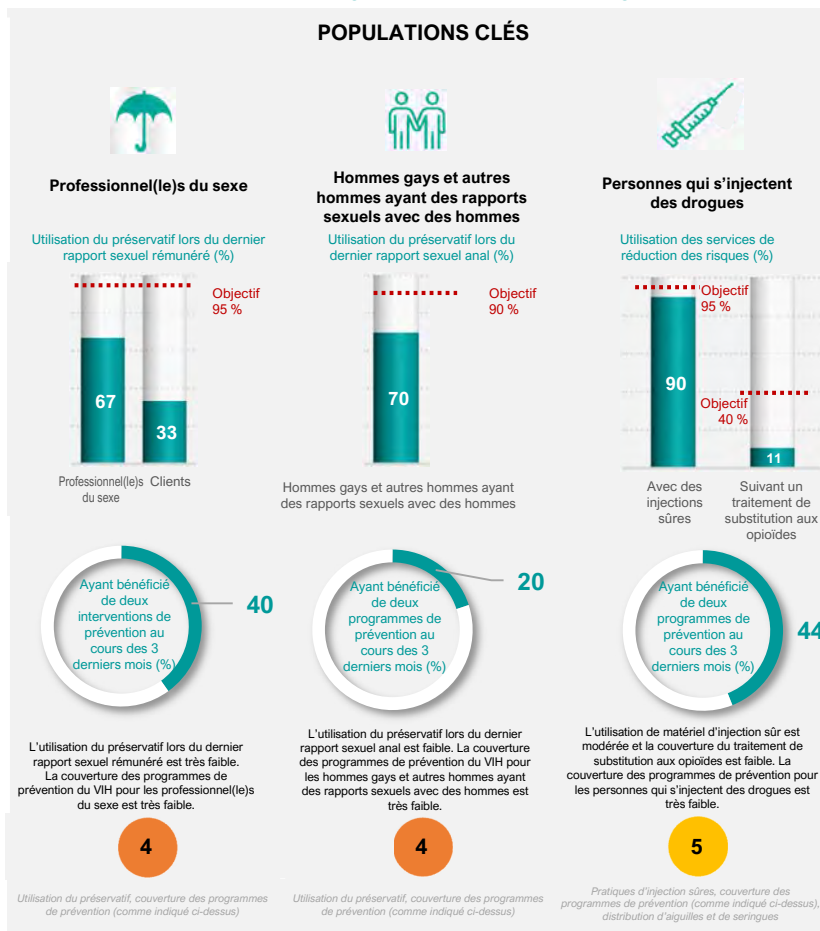 POPULATIONS CLÉS
Professionnel(le)s du sexe
Utilisation du préservatif lors du dernier
rapport sexuel rémunéré (%)
Objectif
95 %
67
33
Professionnel(le)s
du sexe
Clients
Ayant bénéficié
de deux
interventions de
prévention au
cours des 3
derniers mois (%)
40
L'utilisation du préservatif lors du dernier
rapport sexuel rémunéré est très faible.
La couverture des programmes de
prévention du VIH pour les professionnel(le)s
du sexe est très faible.
4
Utilisation du préservatif, couverture des programmes
de prévention (comme indiqué ci-dessus)
Hommes gays et autres
hommes ayant des rapports
sexuels avec des hommes
Utilisation du préservatif lors du
dernier rapport sexuel anal (%)
Objectif
90 %
70
Hommes gays et autres hommes ayant
des rapports sexuels avec des hommes
Ayant bénéficié
de deux
programmes de
prévention au
cours des 3
derniers mois (%)
20
L'utilisation du préservatif lors du dernier
rapport sexuel anal est faible. La couverture
des programmes de prévention du VIH pour
les hommes gays et autres hommes ayant
des rapports sexuels avec des hommes est
très faible.
4
Utilisation du préservatif, couverture des programmes
de prévention (comme indiqué ci-dessus)
Personnes qui s'injectent
des drogues
Utilisation des services de
réduction des risques (%)
Objectif
95 %
90
Objectif
40 %
11
Avec des
injections
sûres
Suivant un
traitement de
substitution aux
opioïdes
Ayant bénéficié
de deux
programmes de
prévention au
cours des 3
derniers mois (%)
44
L'utilisation de matériel d'injection sûr est
modérée et la couverture du traitement de
substitution aux opioïdes est faible. La
couverture des programmes de prévention pour
les personnes qui s'injectent des drogues est
très faible.
5
Pratiques d'injection sûres, couverture des
programmes de prévention (comme indiqué ci-dessus),
distribution d'aiguilles et de seringues